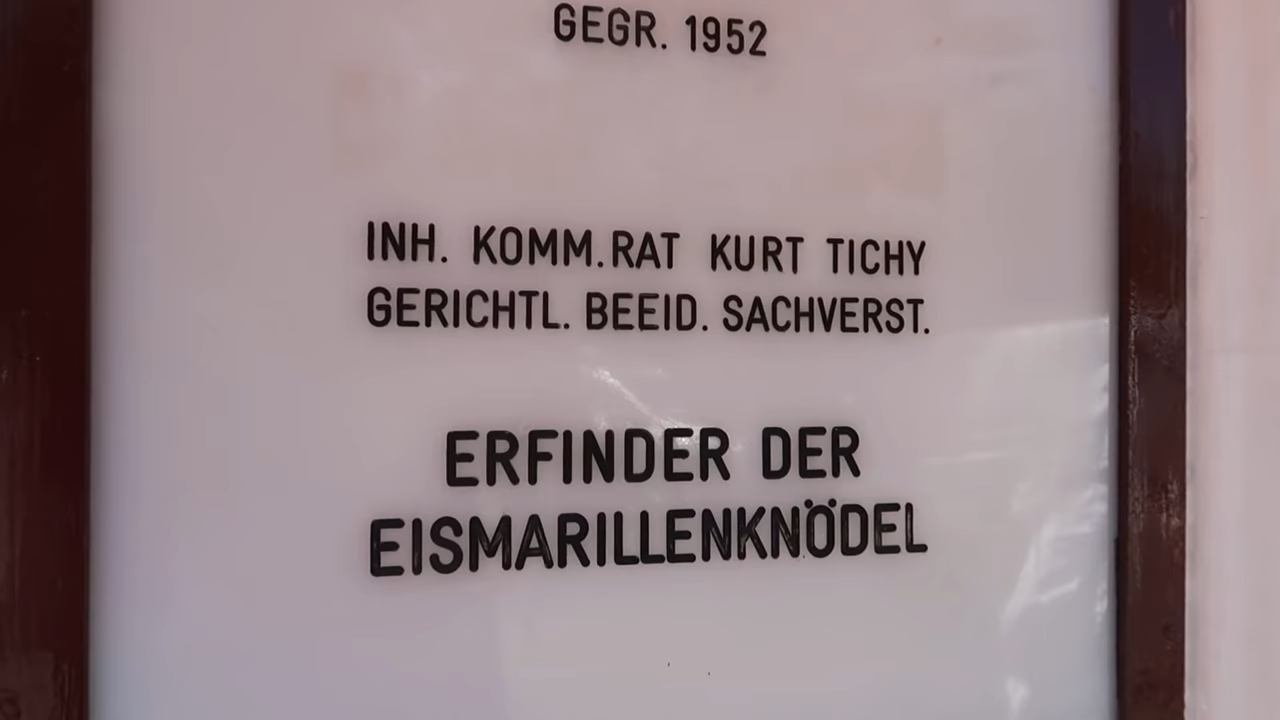 GEGR. 1952
INH. KOMM.RAT KURT TICHY
GERICHTL. BEEID. SACHVERST.
ERFINDER DER
EISMARILLENKNÖDEL